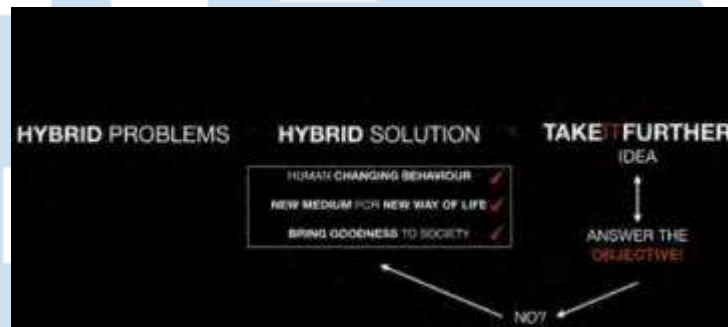 HYBRID PROBLEMS
HYBRID SOLUTION
HUMAN CHANGING BEHAVIOUR
NEW MEDIUM FOR NEW WAY OF LIFE
BRING GOODNESS TO SOCIETY
TAKE IT FURTHER
IDEA
ANSWER THE
OBJECTIVE!
NO?